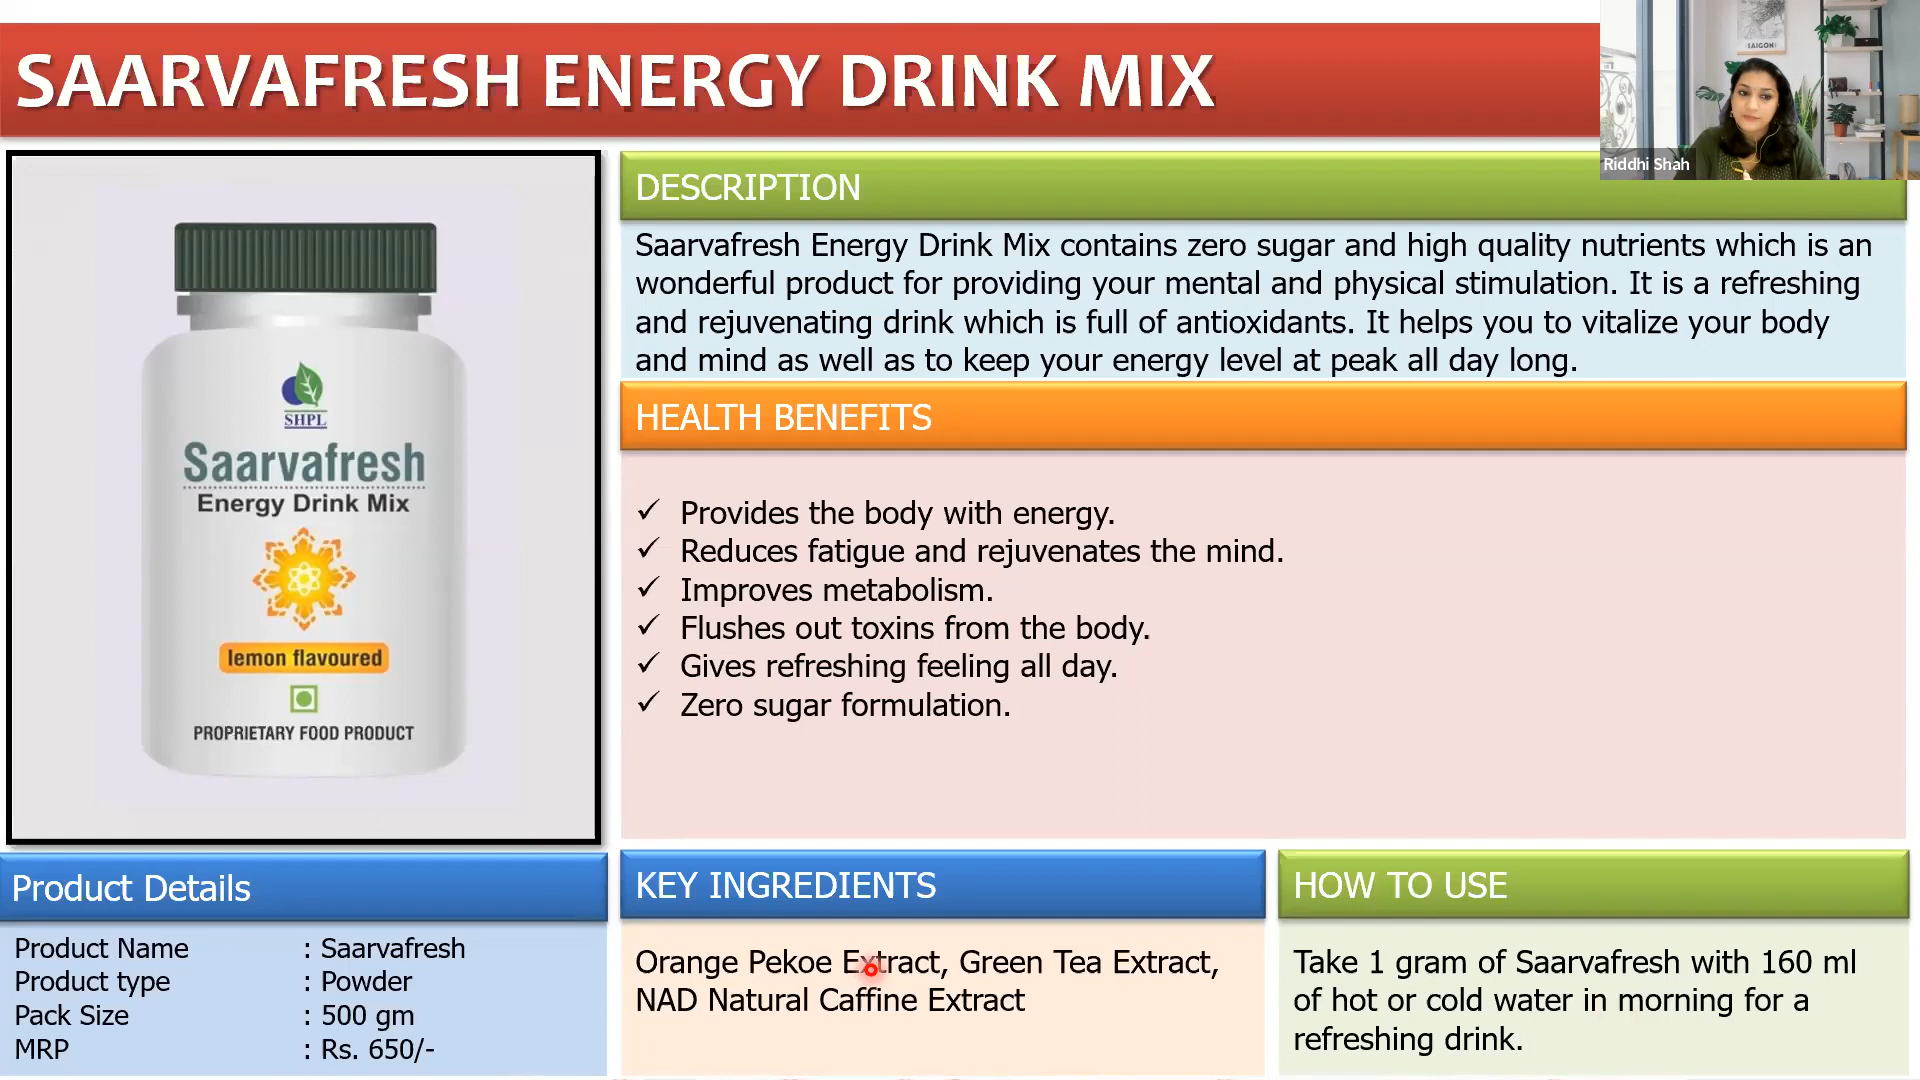 SAARVAFRESH ENERGY DRINK MIX
SAIGON
Riddhi Shah
SHPL
Saarvafresh
Energy Drink Mix
lemon flavoured
PROPRIETARY FOOD PRODUCT
DESCRIPTION
Saarvafresh Energy Drink Mix contains zero sugar and high quality nutrients which is an
wonderful product for providing your mental and physical stimulation. It is a refreshing
and rejuvenating drink which is full of antioxidants. It helps you to vitalize your body
and mind as well as to keep your energy level at peak all day long.
HEALTH BENEFITS
✓ Provides the body with energy.
✓ Reduces fatigue and rejuvenates the mind.
✓ Improves metabolism.
✓ Flushes out toxins from the body.
✓ Gives refreshing feeling all day.
✓ Zero sugar formulation.
Product Details
Product Name : Saarvafresh
Product type : Powder
Pack Size : 500 gm
MRP : Rs. 650/-
KEY INGREDIENTS
Orange Pekoe Extract, Green Tea Extract,
NAD Natural Caffine Extract
HOW TO USE
Take 1 gram of Saarvafresh with 160 ml
of hot or cold water in morning for a
refreshing drink.